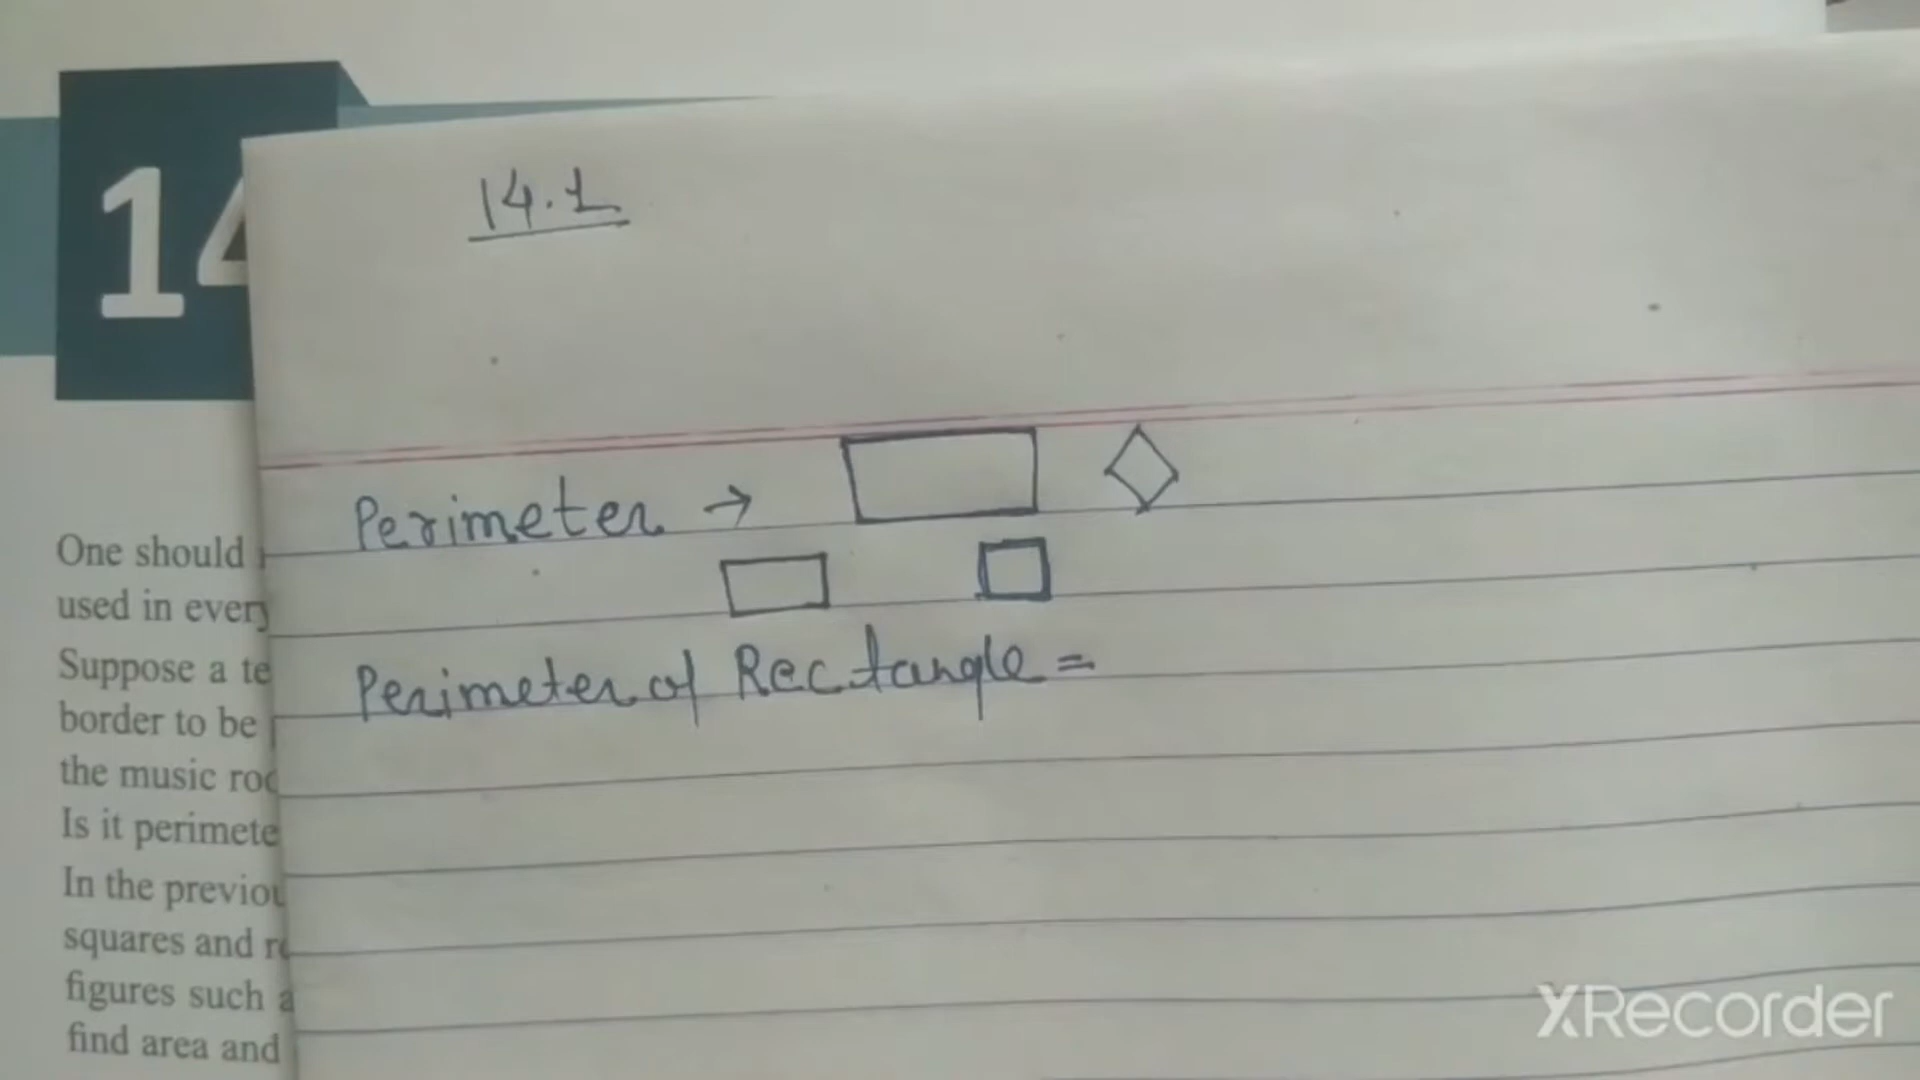 14
14.1
Perimeter →
Perimeter of Rectangle =
One should
used in every
Suppose a te
border to be
the music roo
Is it perimete
In the previou
squares and re
figures such a
find area and
XRecorder